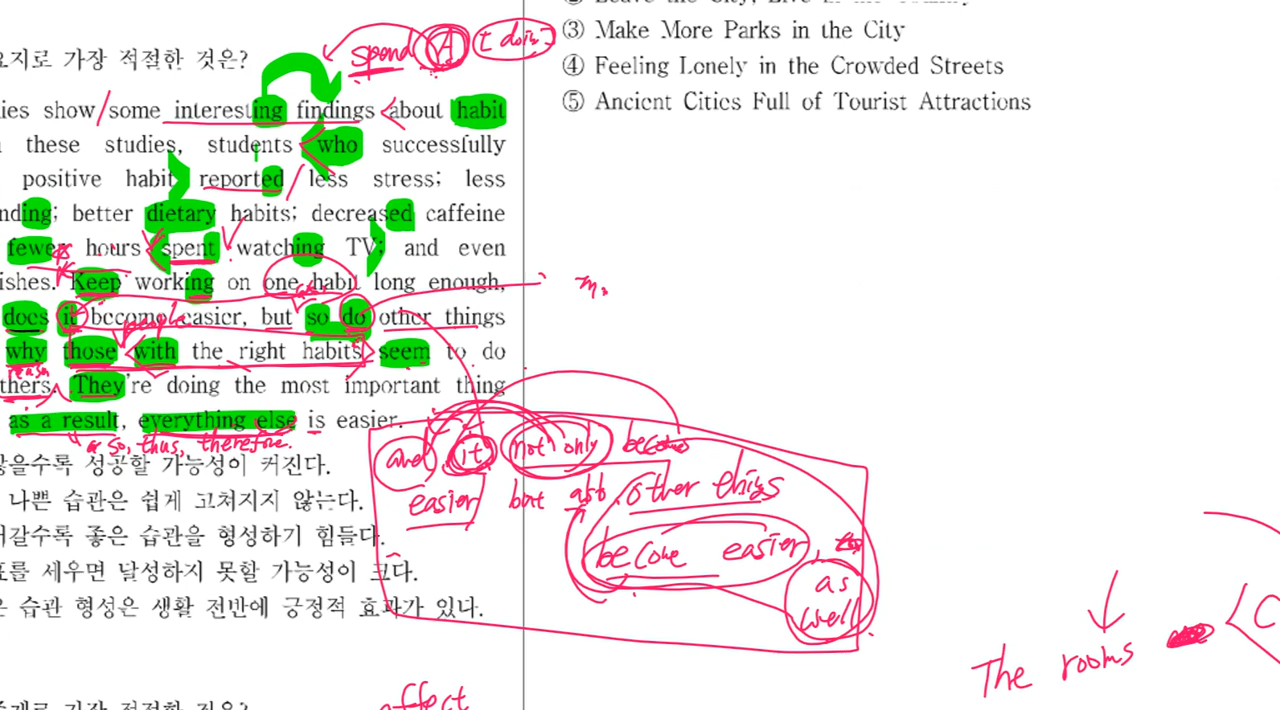 요지로 가장 적절한 것은?
spend A (doing)
ies show some interesting findings about habit
these studies, students who successfully
positive habit reported less stress; less
nding; better dietary habits; decreased caffeine
fewer hours spent watching TV; and even
ishes. Keep working on one habit long enough,
does it become easier, but so do other things
people
why those with the right habits seem to do
thers. They're doing the most important thing
as a result, everything else is easier.
so, thus, therefore.
않을수록 성공할 가능성이 커진다.
나쁜 습관은 쉽게 고쳐지지 않는다.
어갈수록 좋은 습관을 형성하기 힘들다.
표를 세우면 달성하지 못할 가능성이 크다.
은 습관 형성은 생활 전반에 긍정적 효과가 있다.
가장 적절한 것은?
③ Make More Parks in the City
④ Feeling Lonely in the Crowded Streets
⑤ Ancient Cities Full of Tourist Attractions
and it not only become
easier but also other things
become easier,
as
well
affect
The rooms